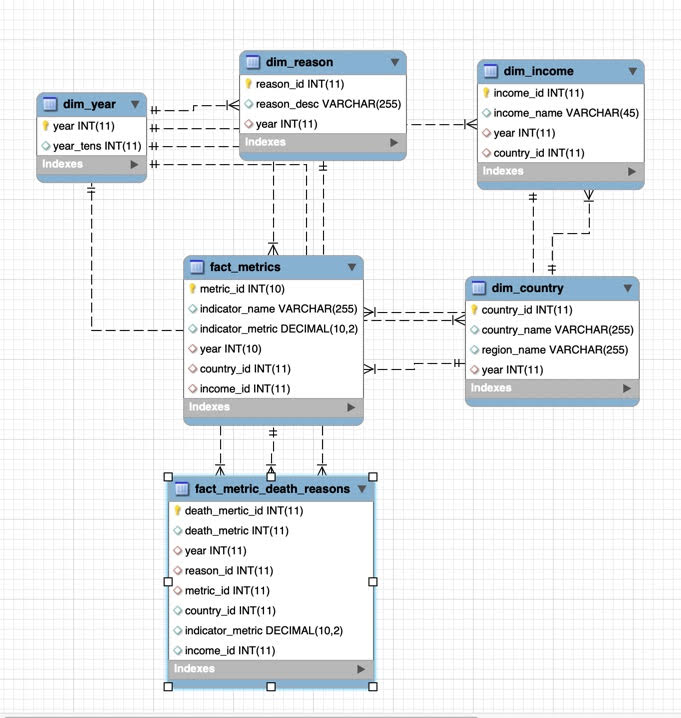 dim_reason
reason_id INT(11)
reason_desc VARCHAR(255)
year INT(11)
Indexes
dim_income
income_id INT(11)
income_name VARCHAR(45)
year INT(11)
country_id INT(11)
Indexes
dim_year
year INT(11)
year_tens INT(11)
Indexes
fact_metrics
metric_id INT(10)
indicator_name VARCHAR(255)
indicator_metric DECIMAL(10,2)
year INT(10)
country_id INT(11)
income_id INT(11)
Indexes
dim_country
country_id INT(11)
country_name VARCHAR(255)
region_name VARCHAR(255)
year INT(11)
Indexes
fact_metric_death_reasons
death_mertic_id INT(11)
death_metric INT(11)
year INT(11)
reason_id INT(11)
metric_id INT(11)
country_id INT(11)
indicator_metric DECIMAL(10,2)
income_id INT(11)
Indexes